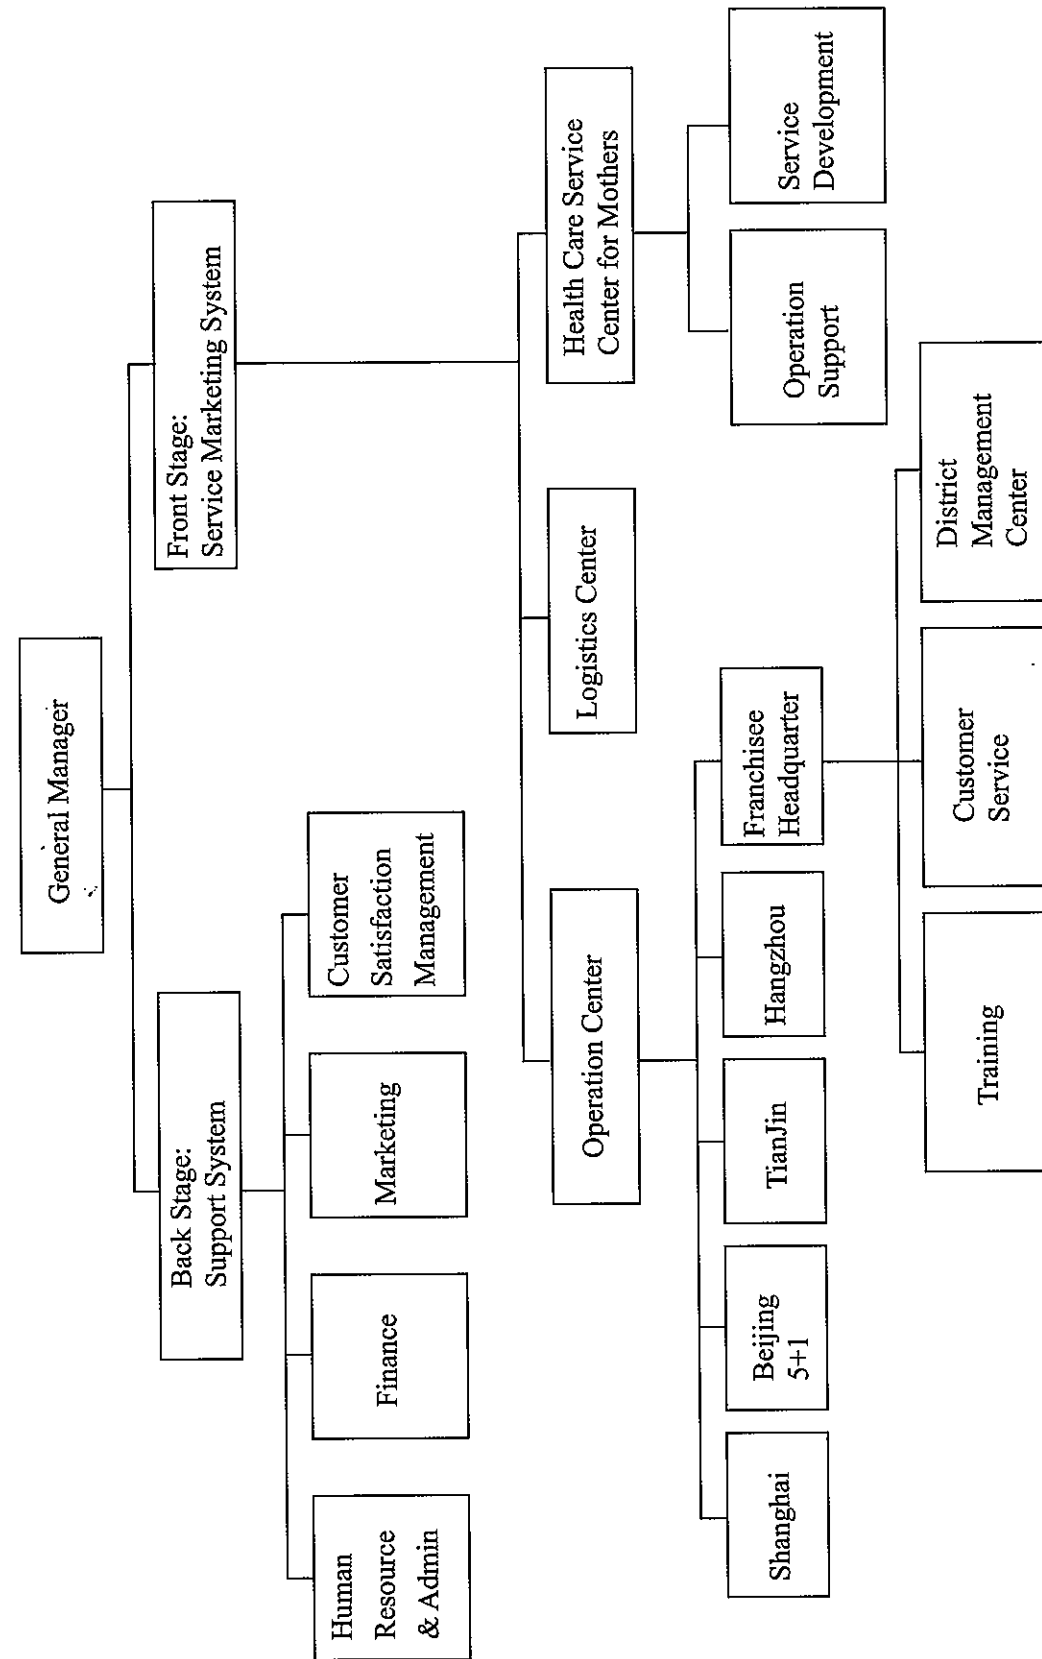 General Manager
Back Stage:
Support System
Front Stage:
Service Marketing System
Human
Resource
& Admin
Finance
Marketing
Customer
Satisfaction
Management
Operation Center
Logistics Center
Health Care Service
Center for Mothers
Shanghai
Beijing
5+1
TianJin
Hangzhou
Franchisee
Headquarter
Operation
Support
Service
Development
Training
Customer
Service
District
Management
Center